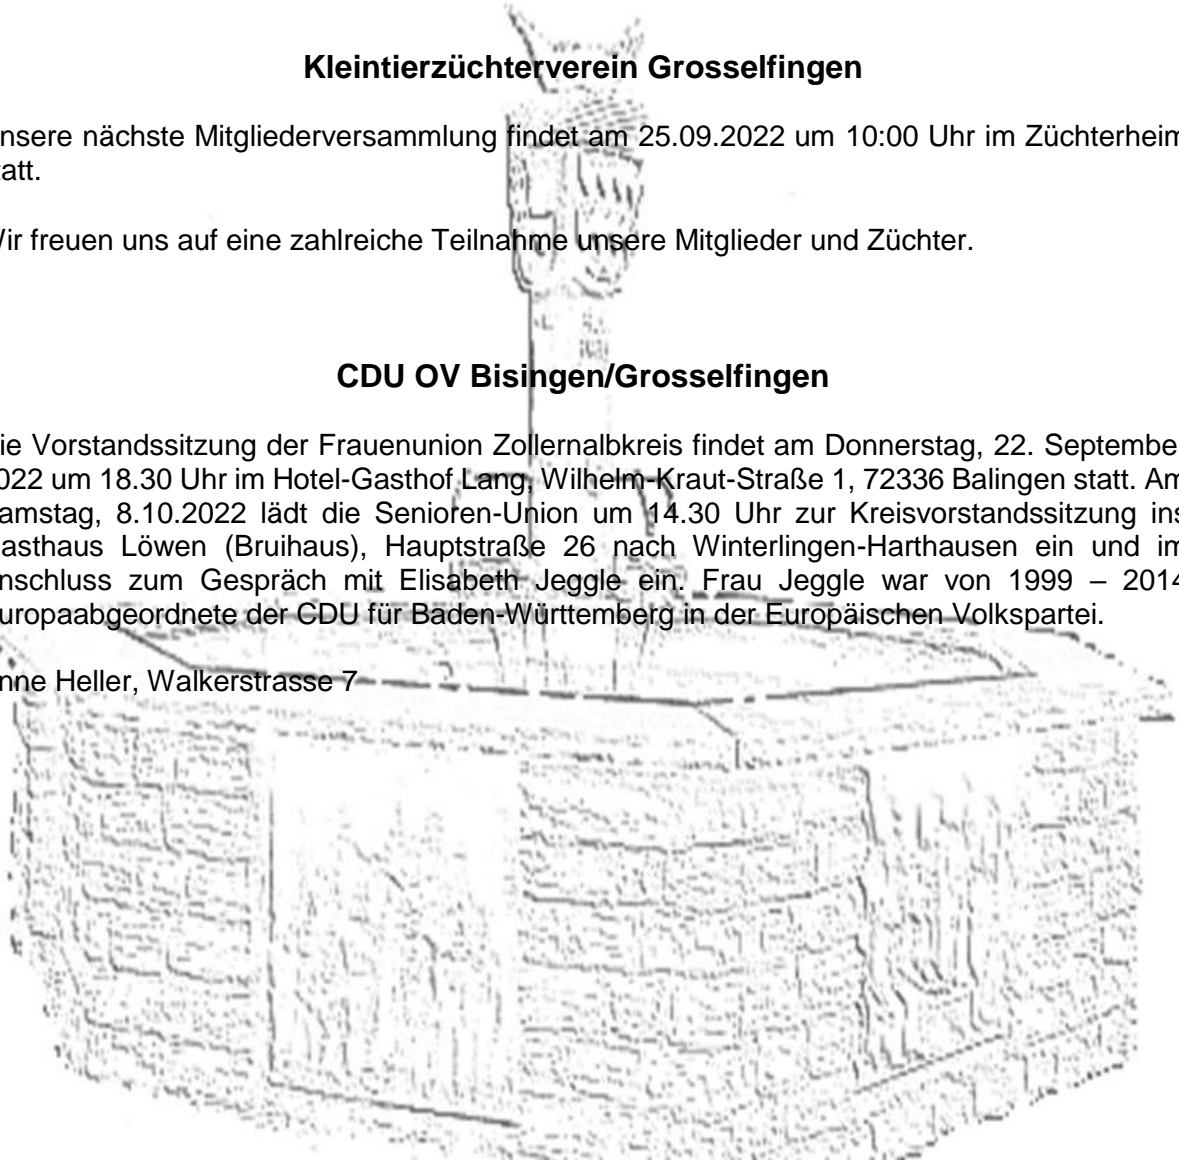 Kleintierzüchterverein Grosselfingen
nsere nächste Mitgliederversammlung findet am 25.09.2022 um 10:00 Uhr im Züchterheim
tatt.
Wir freuen uns auf eine zahlreiche Teilnahme unsere Mitglieder und Züchter.
CDU OV Bisingen/Grosselfingen
ie Vorstandssitzung der Frauenunion Zollernalbkreis findet am Donnerstag, 22. September
022 um 18.30 Uhr im Hotel-Gasthof Lang, Wilhelm-Kraut-Straße 1, 72336 Balingen statt. Am
amstag, 8.10.2022 lädt die Senioren-Union um 14.30 Uhr zur Kreisvorstandssitzung ins
asthaus Löwen (Bruihaus), Hauptstraße 26 nach Winterlingen-Harthausen ein und im
nschluss zum Gespräch mit Elisabeth Jeggle ein. Frau Jeggle war von 1999 – 2014
uropaabgeordnete der CDU für Baden-Württemberg in der Europäischen Volkspartei.
nne Heller, Walkerstrasse 7